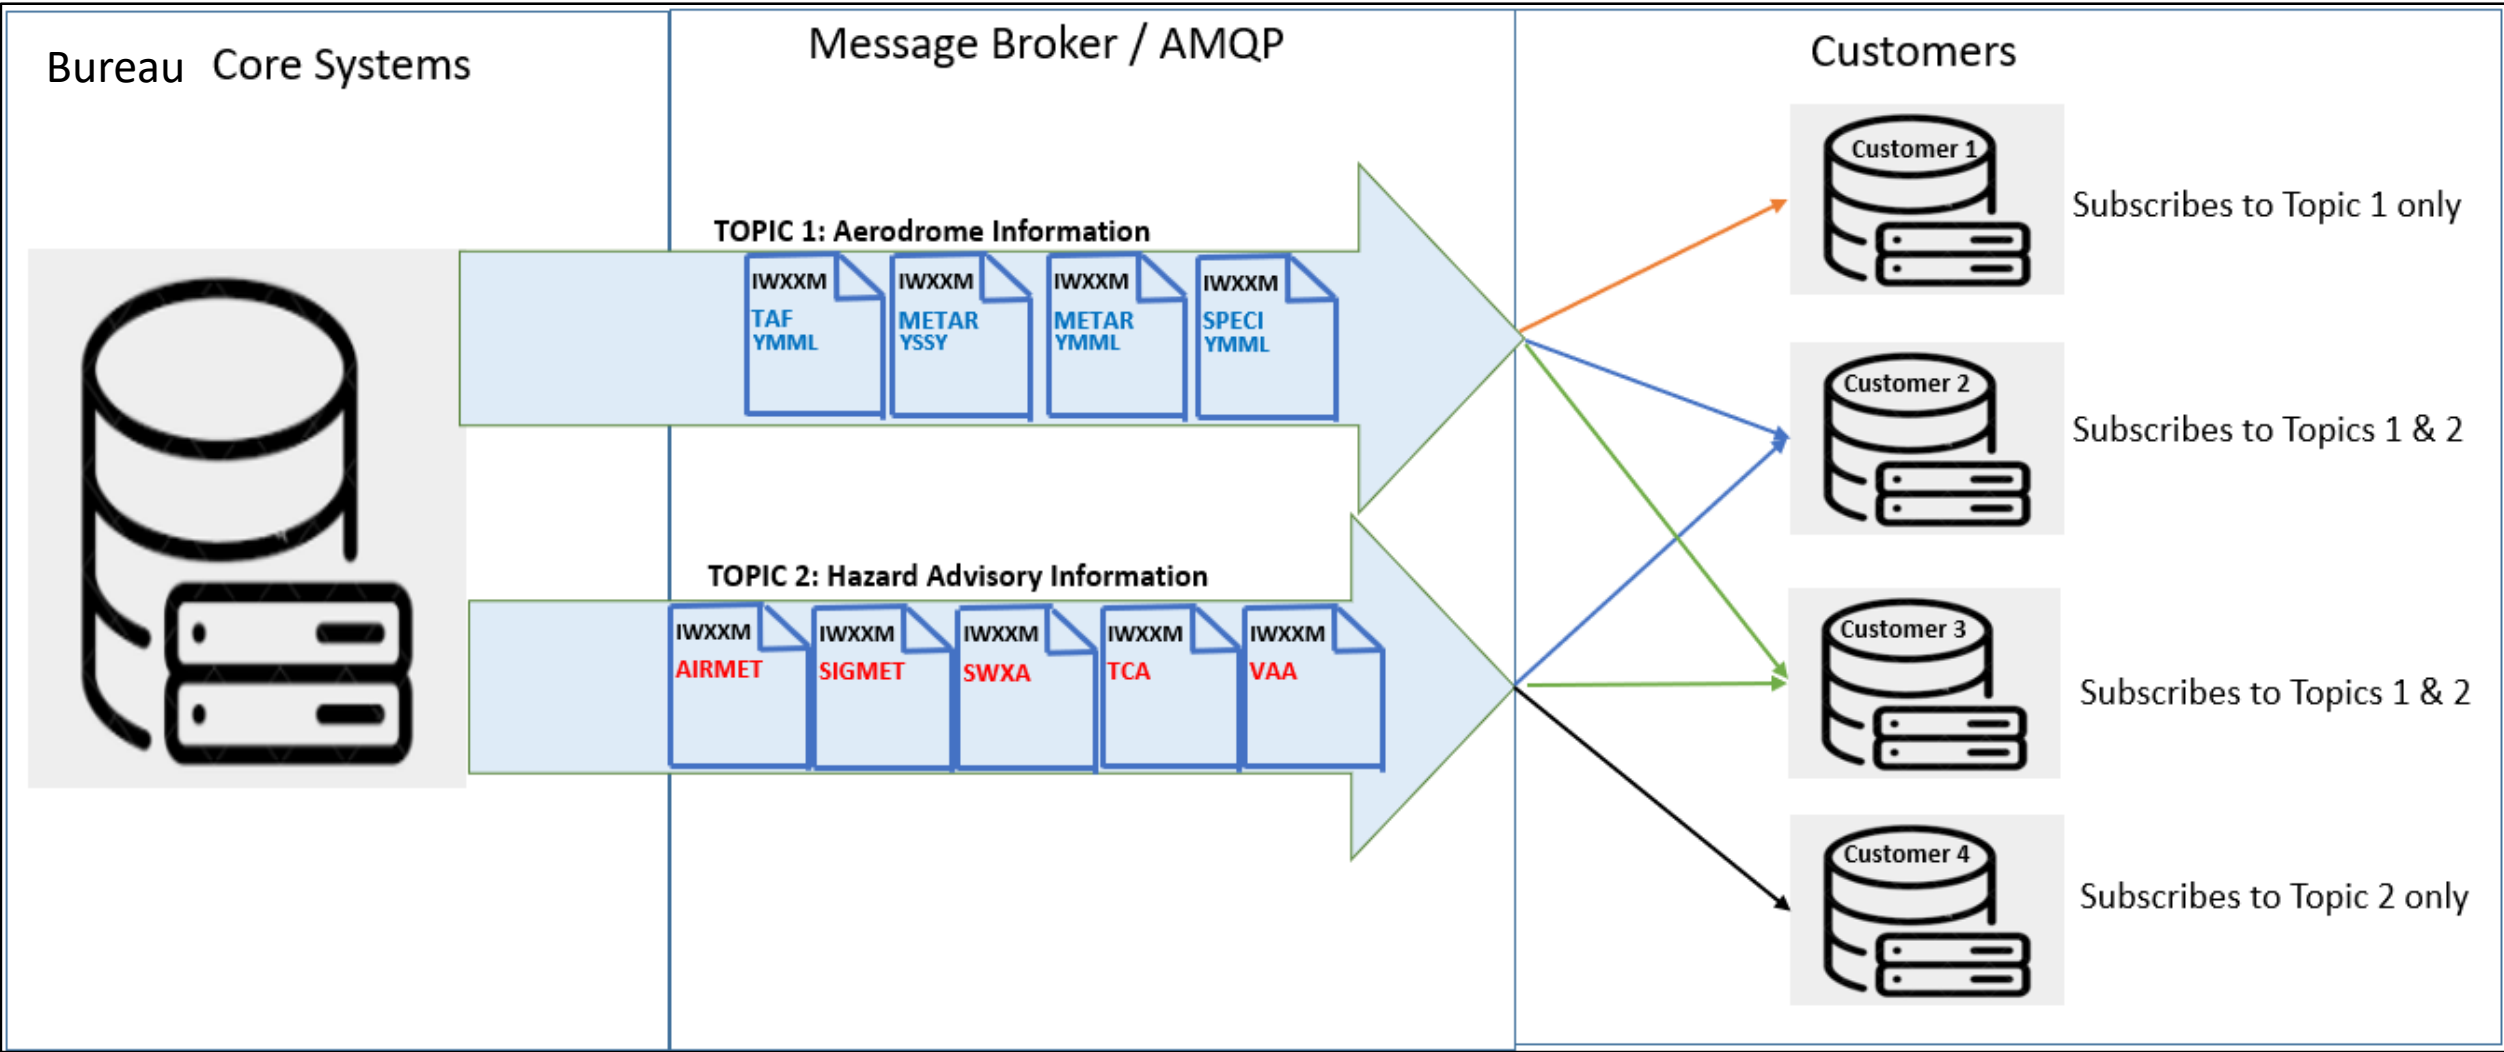 Bureau Core Systems
Message Broker / AMQP
Customers
TOPIC 1: Aerodrome Information
IWXXM
TAF
YMML
IWXXM
METAR
YSSY
IWXXM
METAR
YMML
IWXXM
SPECI
YMML
TOPIC 2: Hazard Advisory Information
IWXXM
AIRMET
IWXXM
SIGMET
IWXXM
SWXA
IWXXM
TCA
IWXXM
VAA
Customer 1
Subscribes to Topic 1 only
Customer 2
Subscribes to Topics 1 & 2
Customer 3
Subscribes to Topics 1 & 2
Customer 4
Subscribes to Topic 2 only